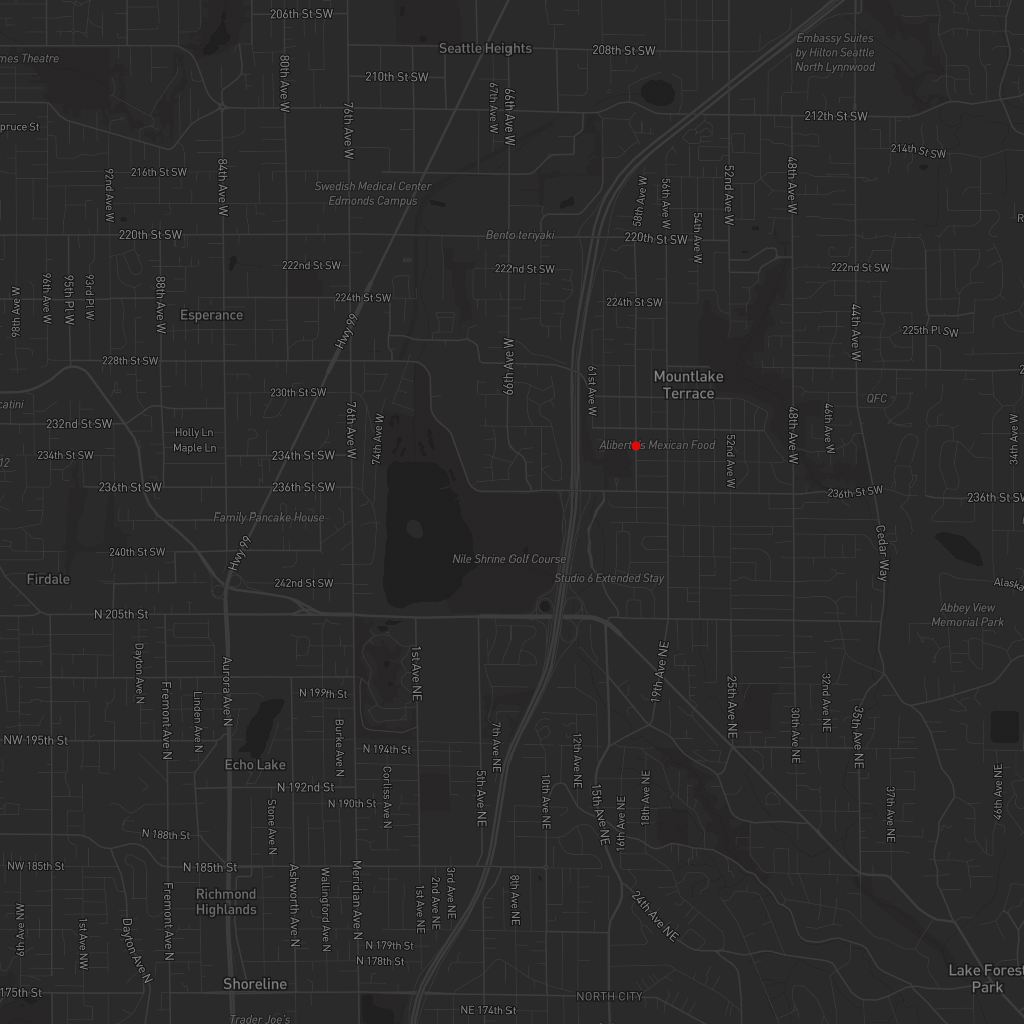 206th St SW
Seattle Heights
208th St SW
Embassy Suites
by Hilton Seattle
North Lynnwood
mes Theatre
80th Ave W
210th St SW
67th Ave W
66th Ave W
76th Ave W
212th St SW
pruce St
214th St SW
92nd Ave W
216th St SW
84th Ave W
Swedish Medical Center
Edmonds Campus
58th Ave W
56th Ave W
54th Ave W
52nd Ave W
48th Ave W
220th St SW
Bento teriyaki
220th St SW
R
222nd St SW
222nd St SW
222nd St SW
98th Ave W
96th Ave W
95th Pl W
93rd Pl W
88th Ave W
224th St SW
224th St SW
Esperance
Hwy 99
44th Ave W
225th Pl SW
228th St SW
66th Ave W
61st Ave W
Mountlake
Terrace
2
230th St SW
QFC
catini
232nd St SW
Holly Ln
Maple Ln
76th Ave W
74th Ave W
48th Ave W
46th Ave W
34th Ave W
12
234th St SW
234th St SW
Mexican Food
52nd Ave W
236th St SW
236th St SW
236th St SW
236th St SW
Family Pancake House
240th St SW
Hwy 99
Nile Shrine Golf Course
Cedar Way
Firdale
242nd St SW
Studio 6 Extended Stay
Alaska
N 205th St
Abbey View
Memorial Park
Dayton Ave N
Fremont Ave N
Linden Ave N
Aurora Ave N
1st Ave NE
19th Ave NE
25th Ave NE
32nd Ave NE
30th Ave NE
35th Ave NE
N 199th St
NW 195th St
Burke Ave N
N 194th St
7th Ave NE
12th Ave NE
Echo Lake
N 192nd St
Corliss Ave N
5th Ave NE
10th Ave NE
15th Ave NE
16th Ave NE
18th Ave NE
37th Ave NE
46th Ave NE
Stone Ave N
N 190th St
N 188th St
NW 185th St
N 185th St
Richmond
Highlands
Fremont Ave N
Ashworth Ave N
Wallingford Ave N
Meridian Ave N
1st Ave NE
2nd Ave NE
3rd Ave NE
8th Ave NE
24th Ave NE
6th Ave NW
1st Ave NW
Dayton Ave N
N 179th St
N 178th St
Lake Forest
Park
175th St
Shoreline
NORTH CITY
NE 174th St
Trader Joe's